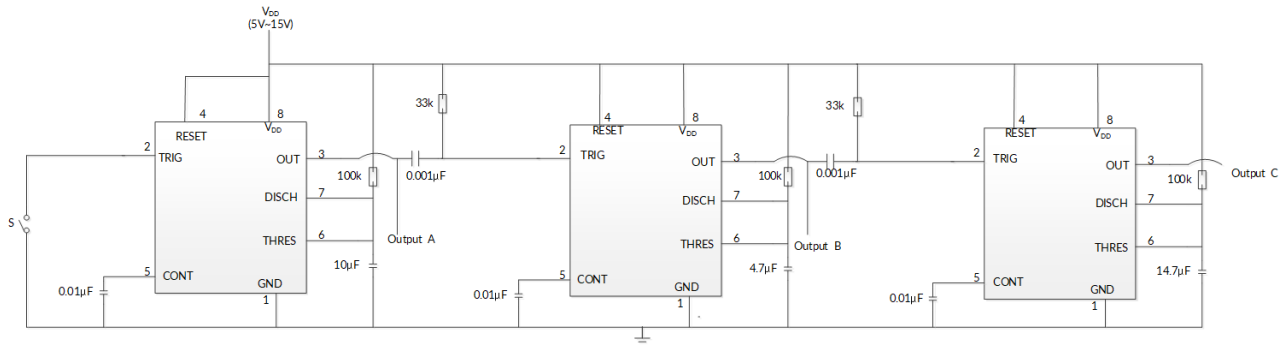 VDD
(5V~15V)
4
8
RESET
VDD
2
TRIG
OUT
3
DISCH
7
THRES
6
5
CONT
GND
1
S
0.01µF
100k
10µF
Output A
33k
0.001µF
4
8
RESET
VDD
2
TRIG
OUT
3
DISCH
7
THRES
6
5
CONT
GND
1
0.01µF
100k
4.7µF
Output B
33k
0.001µF
4
8
RESET
VDD
2
TRIG
OUT
3
DISCH
7
THRES
6
5
CONT
GND
1
0.01µF
100k
14.7µF
Output C